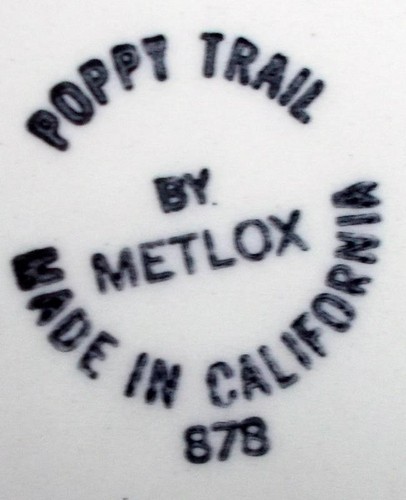 POPPY TRAIL
BY
METLOX
MADE IN CALIFORNIA
878